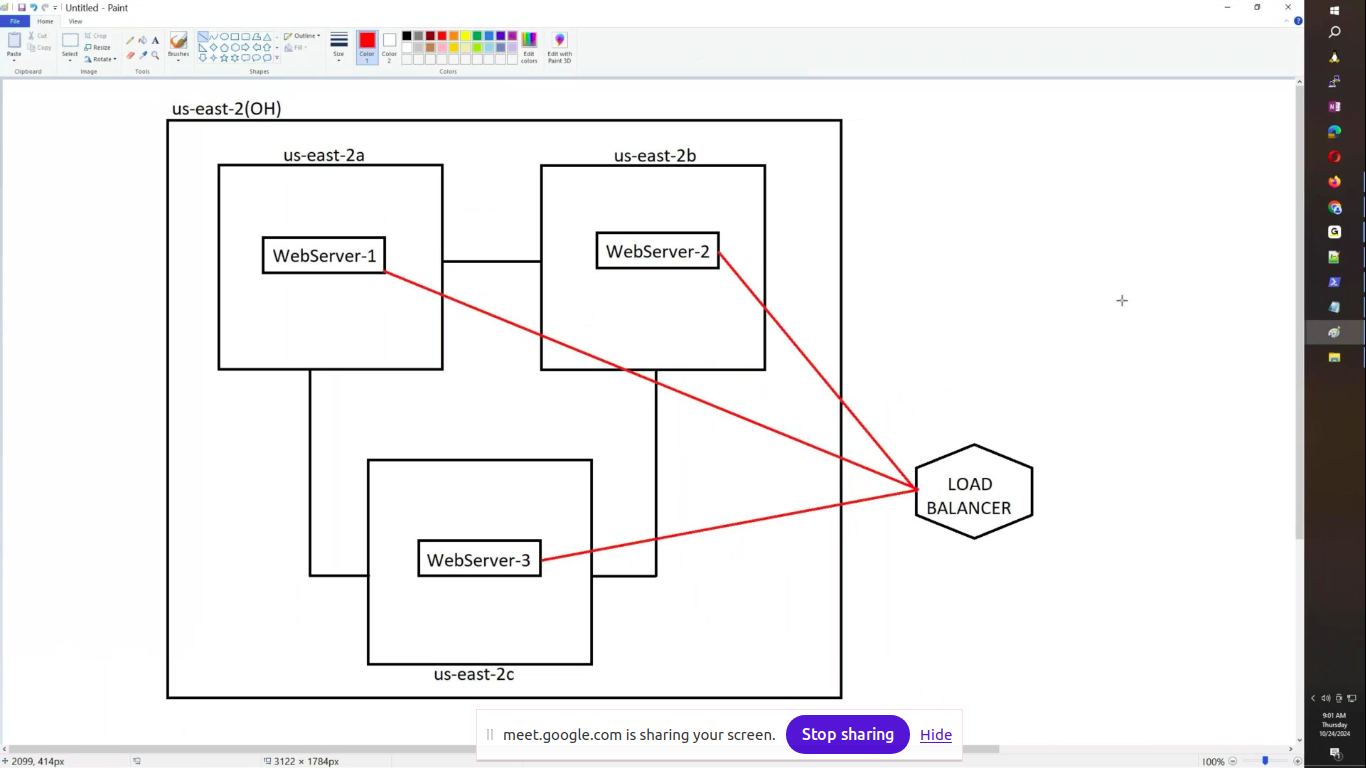 Untitled - Paint
File
Home
View
Paste
Cut
Copy
Clipboard
Select
Crop
Resize
Rotate
Image
Tools
Brushes
Shapes
Outline
Fill
Size
Color
1
Color
2
Edit
colors
Edit with
Paint 3D
Colors
us-east-2(OH)
us-east-2a
us-east-2b
WebServer-1
WebServer-2
LOAD
BALANCER
WebServer-3
us-east-2c
meet.google.com is sharing your screen.
Stop sharing
Hide
2099, 414px
3122 × 1784px
100%
9:01 AM
Thursday
10/24/2024